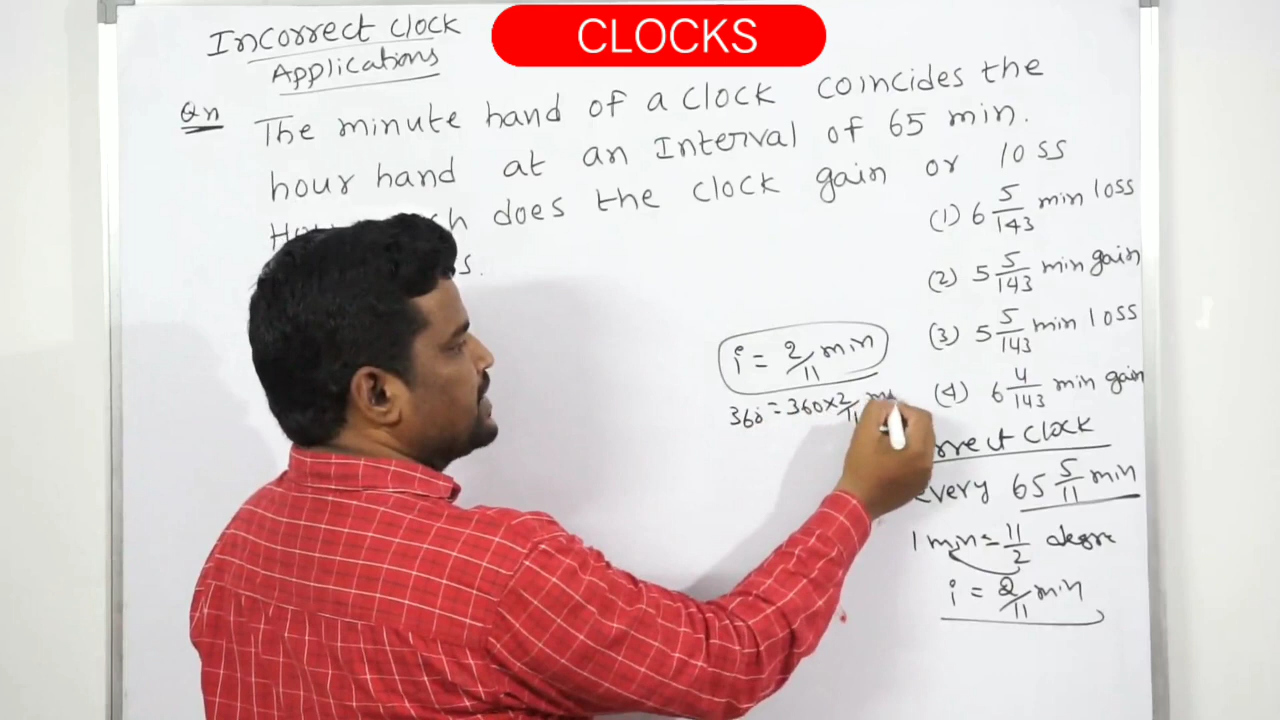 CLOCKS
Incorrect clock
Applications
Qn The minute hand of a clock coincides the
hour hand at an Interval of 65 min.
does the clock gain or loss
(1) 6 5/143 min loss
(2) 5 5/143 min gain
(3) 5 5/143 min loss
(4) 6 4/143 min gain
i = 2/11 min
360 = 360×2/11
clock
every 65 5/11 min
1 min = 11/2 degre
i = 2/11 min